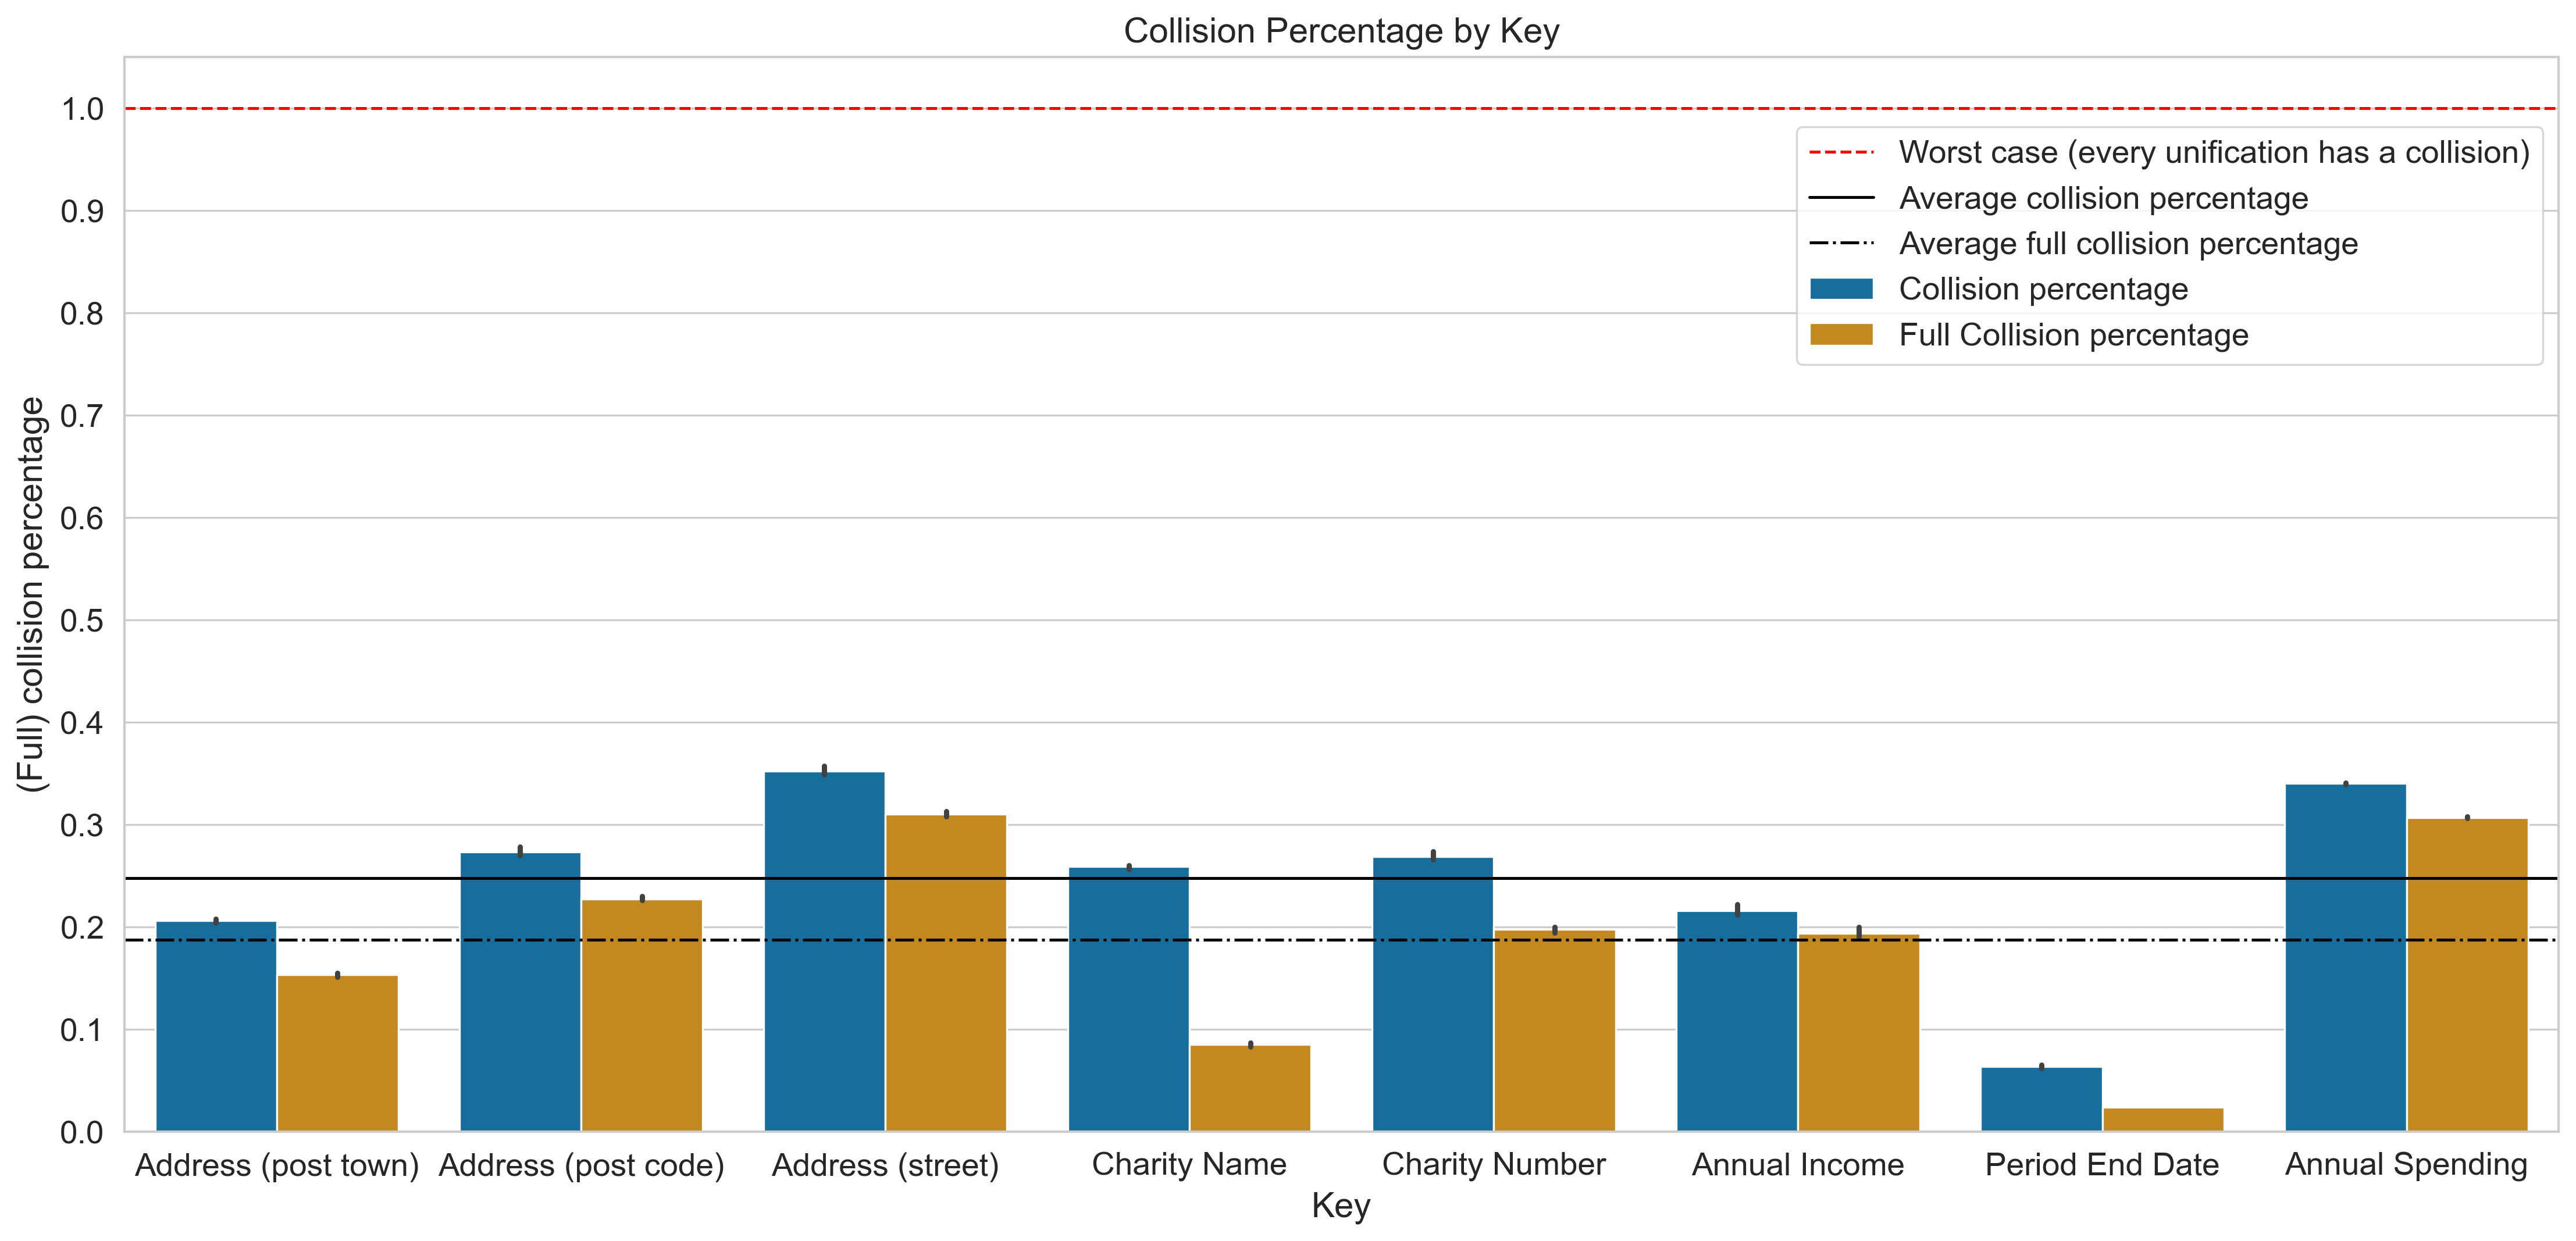 Collision Percentage by Key
1.0
0.9
0.8
0.7
0.6
0.5
0.4
0.3
0.2
0.1
0.0
(Full) collision percentage
Worst case (every unification has a collision)
Average collision percentage
Average full collision percentage
Collision percentage
Full Collision percentage
Address (post town) Address (post code) Address (street) Charity Name Charity Number Annual Income Period End Date Annual Spending
Key